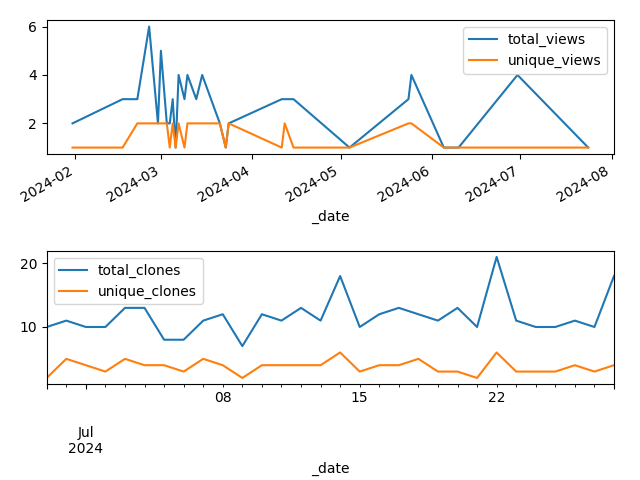 6
4
2
total_views
unique_views
2024-02
2024-03
2024-04
2024-05
2024-06
2024-07
2024-08
_date
20
10
total_clones
unique_clones
08
15
22
Jul
2024
_date